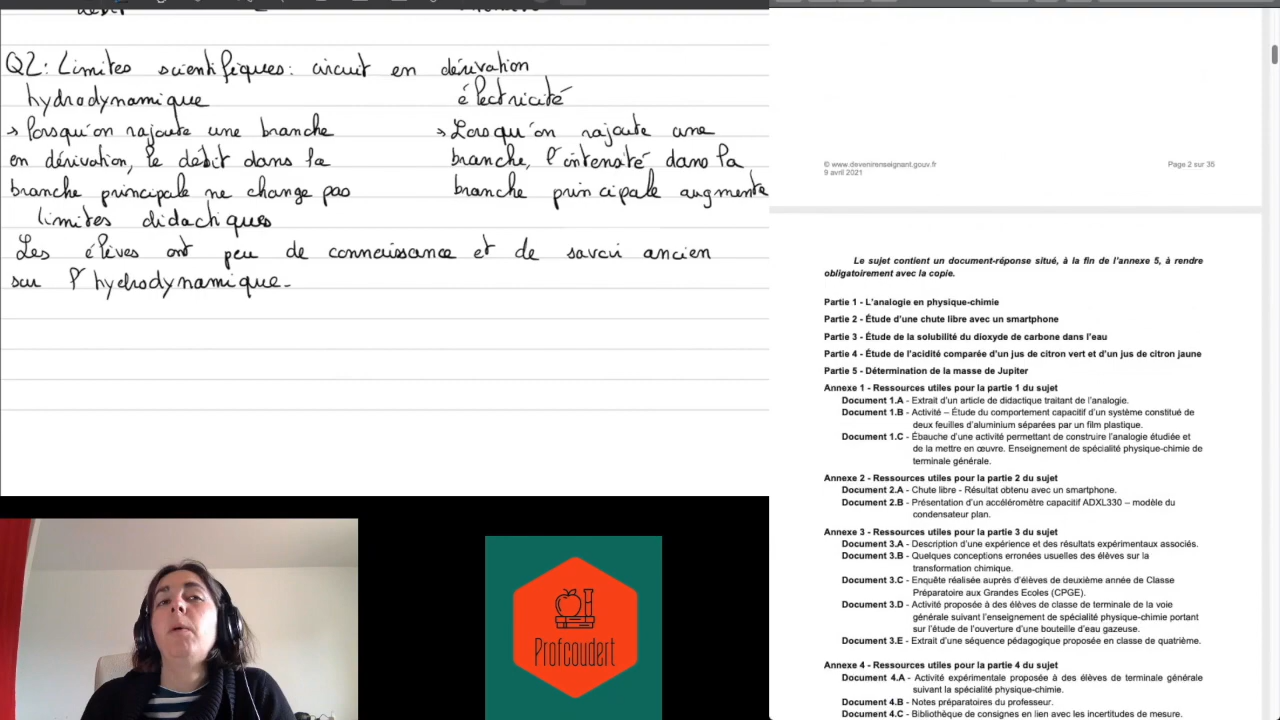 Q2: Limites scientifiques: circuit en dérivation
hydrodynamique
électricité
→ Lorsqu'on rajoute une branche
en dérivation, le débit dans la
branche principale ne change pas
→ Lorsqu'on rajoute une
branche, l'intensité dans la
branche principale augmente
limites didactiques
Les élèves ont peu de connaissance et de savoir ancien
sur l'hydrodynamique.
Profcoudert
© www.devenirenseignant.gouv.fr
9 avril 2021
Page 2 sur 35
Le sujet contient un document-réponse situé, à la fin de l'annexe 5, à rendre
obligatoirement avec la copie.
Partie 1 - L'analogie en physique-chimie
Partie 2 - Étude d'une chute libre avec un smartphone
Partie 3 - Étude de la solubilité du dioxyde de carbone dans l'eau
Partie 4 - Étude de l'acidité comparée d'un jus de citron vert et d'un jus de citron jaune
Partie 5 - Détermination de la masse de Jupiter
Annexe 1 - Ressources utiles pour la partie 1 du sujet
Document 1.A - Extrait d'un article de didactique traitant de l'analogie.
Document 1.B - Activité – Étude du comportement capacitif d'un système constitué de
deux feuilles d'aluminium séparées par un film plastique.
Document 1.C - Ébauche d'une activité permettant de construire l'analogie étudiée et
de la mettre en œuvre. Enseignement de spécialité physique-chimie de
terminale générale.
Annexe 2 - Ressources utiles pour la partie 2 du sujet
Document 2.A - Chute libre - Résultat obtenu avec un smartphone.
Document 2.B - Présentation d'un accéléromètre capacitif ADXL330 – modèle du
condensateur plan.
Annexe 3 - Ressources utiles pour la partie 3 du sujet
Document 3.A - Description d'une expérience et des résultats expérimentaux associés.
Document 3.B - Quelques conceptions erronées usuelles des élèves sur la
transformation chimique.
Document 3.C - Enquête réalisée auprès d'élèves de deuxième année de Classe
Préparatoire aux Grandes Ecoles (CPGE).
Document 3.D - Activité proposée à des élèves de classe de terminale de la voie
générale suivant l'enseignement de spécialité physique-chimie portant
sur l'étude de l'ouverture d'une bouteille d'eau gazeuse.
Document 3.E - Extrait d'une séquence pédagogique proposée en classe de quatrième.
Annexe 4 - Ressources utiles pour la partie 4 du sujet
Document 4.A - Activité expérimentale proposée à des élèves de terminale générale
suivant la spécialité physique-chimie.
Document 4.B - Notes préparatoires du professeur.
Document 4.C - Bibliothèque de consignes en lien avec les incertitudes de mesure.